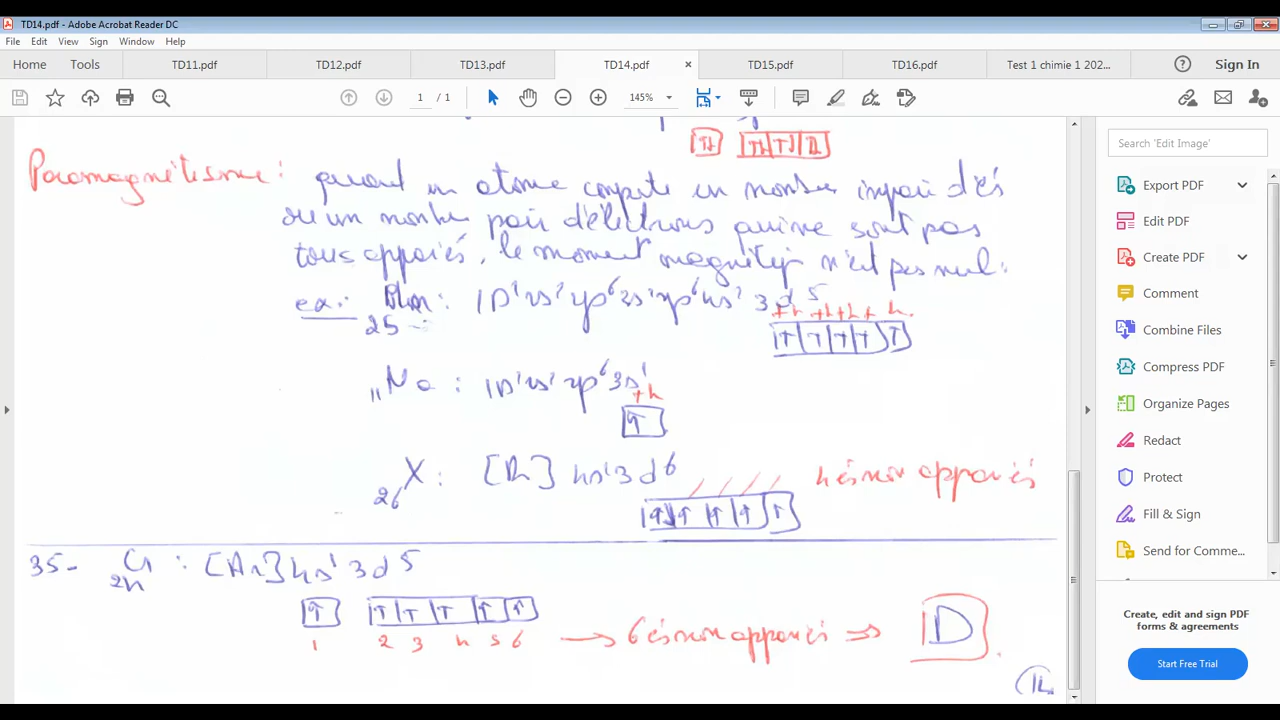 TD14.pdf - Adobe Acrobat Reader DC
File Edit View Sign Window Help
Home Tools TD11.pdf TD12.pdf TD13.pdf TD14.pdf × TD15.pdf TD16.pdf Test 1 chimie 1 202... Sign In
1 / 1 145%
Search 'Edit Image'
Export PDF
Edit PDF
Create PDF
Comment
Combine Files
Compress PDF
Organize Pages
Redact
Protect
Fill & Sign
Send for Comme...
Create, edit and sign PDF
forms & agreements
Start Free Trial
Paramagnétisme : quand un atome compte un nombre impair d'és
ou un nombre pair d'électrons qui ne sont pas
tous appariés, le moment magnétiq n'est pas nul :
ex : 25Mn : 1s² 2s² 2p⁶ 3s² 3p⁶ 4s² 3d⁵
11Na : 1s² 2s² 2p⁶ 3s¹
26X : [Ar] 4s² 3d⁶ 4 és non appariés
35- 24Cr : [Ar] 4s¹ 3d⁵
1 2 3 4 5 6 → 6 és non appariés ⇒ D
14